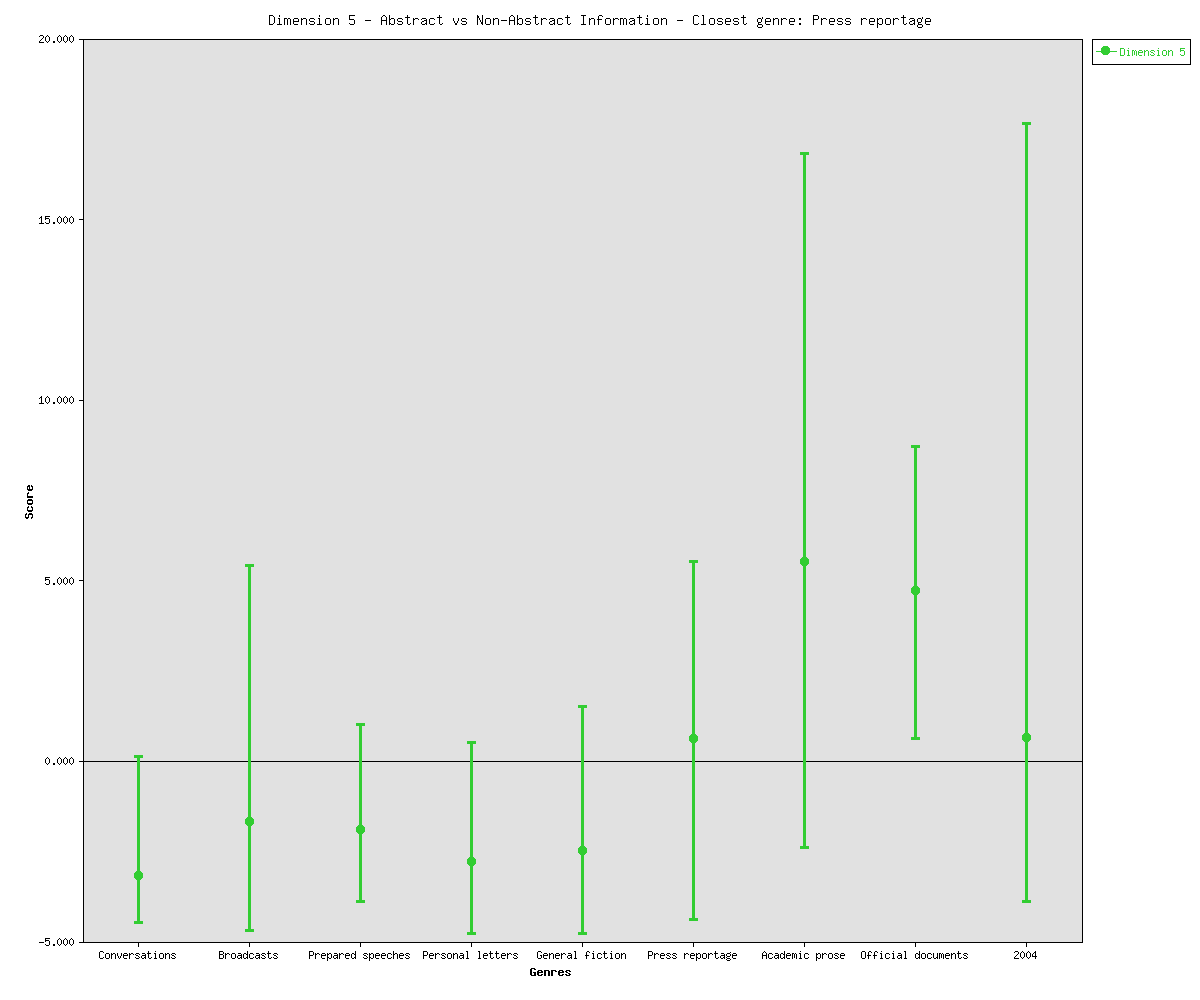 Dimension 5 - Abstract vs Non-Abstract Information - Closest genre: Press reportage
20.000
Dimension 5
15.000
10.000
Score
5.000
0.000
-5.000
Conversations Broadcasts Prepared speeches Personal letters General fiction Press reportage Academic prose Official documents 2004
Genres